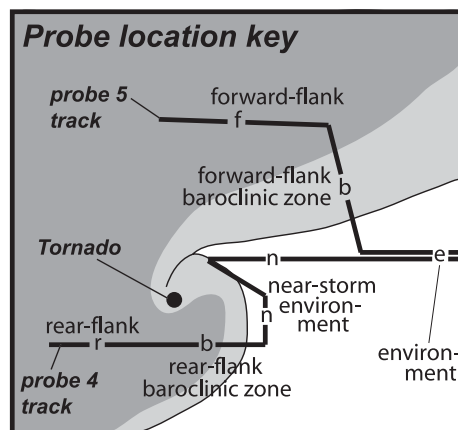 Probe location key
probe 5
track
forward-flank
f
forward-flank
baroclinic zone
b
Tornado
n
e
near-storm
environ-
ment
n
rear-flank
r
b
rear-flank
baroclinic zone
environ-
ment
probe 4
track